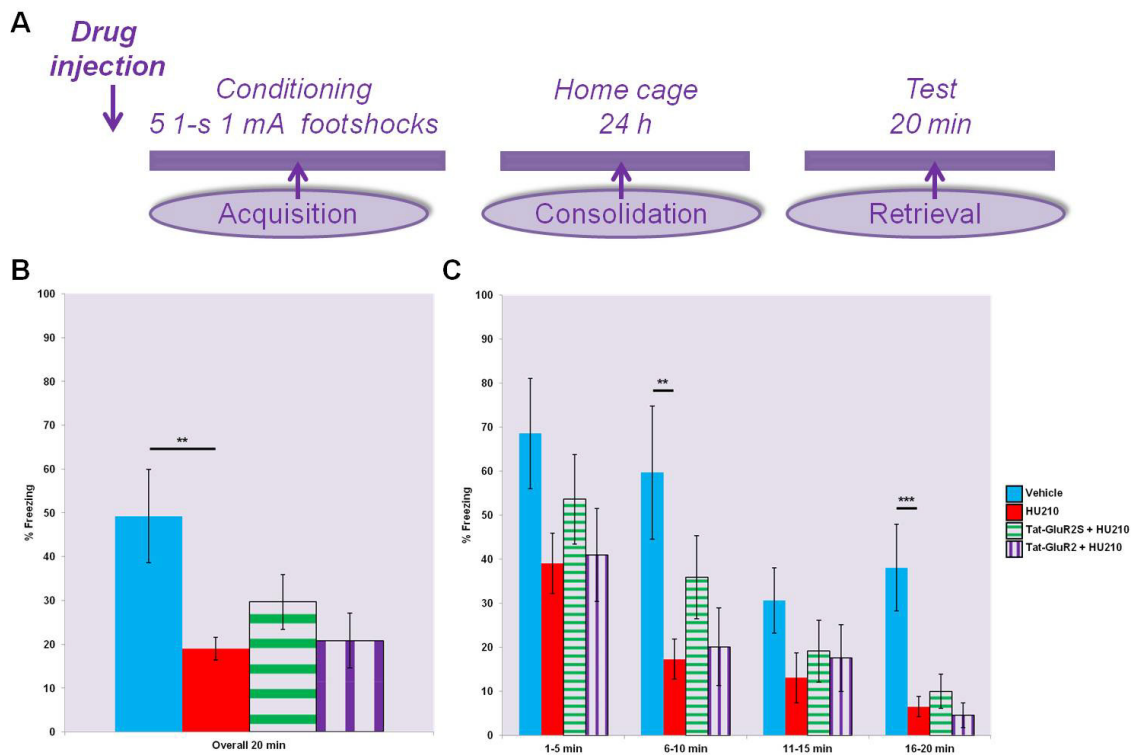 A
Drug
injection
Conditioning
5 1-s 1 mA footshocks
Home cage
24 h
Test
20 min
Acquisition
Consolidation
Retrieval
B
100
90
80
70
60
50
40
30
20
10
0
% Freezing
**
Overall 20 min
C
100
90
80
70
60
50
40
30
20
10
0
% Freezing
**
***
1-5 min
6-10 min
11-15 min
16-20 min
Vehicle
HU210
Tat-GluR2S + HU210
Tat-GluR2 + HU210